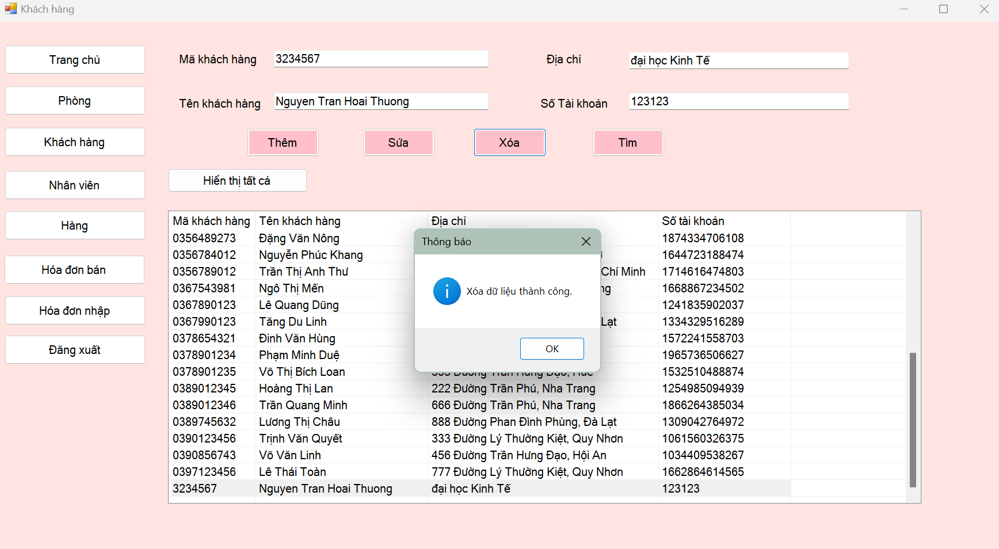 Khách hàng
Trang chủ
Phòng
Khách hàng
Nhân viên
Hàng
Hóa đơn bán
Hóa đơn nhập
Đăng xuất
Mã khách hàng 3234567 Địa chỉ đại học Kinh Tế
Tên khách hàng Nguyen Tran Hoai Thuong Số Tài khoản 123123
Thêm Sửa Xóa Tìm
Hiển thị tất cả
Mã khách hàng Tên khách hàng Địa chỉ Số tài khoản
0356489273 Đặng Văn Nông 1874334706108
0356784012 Nguyễn Phúc Khang 1644723188474
0356789012 Trần Thị Anh Thư Chí Minh 1714616474803
0367543981 Ngô Thị Mến 1668867234502
0367890123 Lê Quang Dũng 1241835902037
0367990123 Tăng Du Linh Lạt 1334329516289
0378654321 Đinh Văn Hùng 1572241558703
0378901234 Phạm Minh Duệ 1965736506627
0378901235 Võ Thị Bích Loan 1532510488874
0389012345 Hoàng Thị Lan 222 Đường Trần Phú, Nha Trang 1254985094939
0389012346 Trần Quang Minh 666 Đường Trần Phú, Nha Trang 1866264385034
0389745632 Lương Thị Châu 888 Đường Phan Đình Phùng, Đà Lạt 1309042764972
0390123456 Trịnh Văn Quyết 333 Đường Lý Thường Kiệt, Quy Nhơn 1061560326375
0390856743 Võ Văn Linh 456 Đường Trần Hưng Đạo, Hội An 1034409538267
0397123456 Lê Thái Toàn 777 Đường Lý Thường Kiệt, Quy Nhơn 1662864614565
3234567 Nguyen Tran Hoai Thuong đại học Kinh Tế 123123
Thông báo
Xóa dữ liệu thành công.
OK